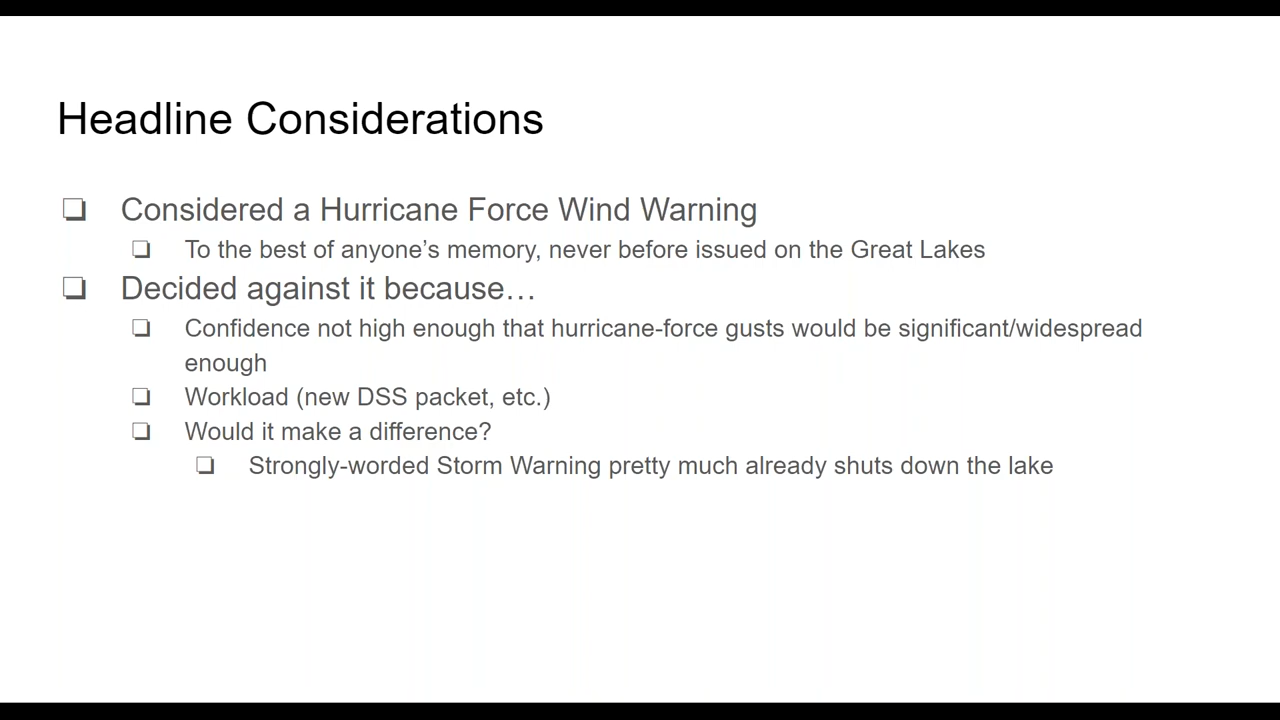 Headline Considerations
❏ Considered a Hurricane Force Wind Warning
❏ To the best of anyone’s memory, never before issued on the Great Lakes
❏ Decided against it because…
❏ Confidence not high enough that hurricane-force gusts would be significant/widespread
enough
❏ Workload (new DSS packet, etc.)
❏ Would it make a difference?
❏ Strongly-worded Storm Warning pretty much already shuts down the lake